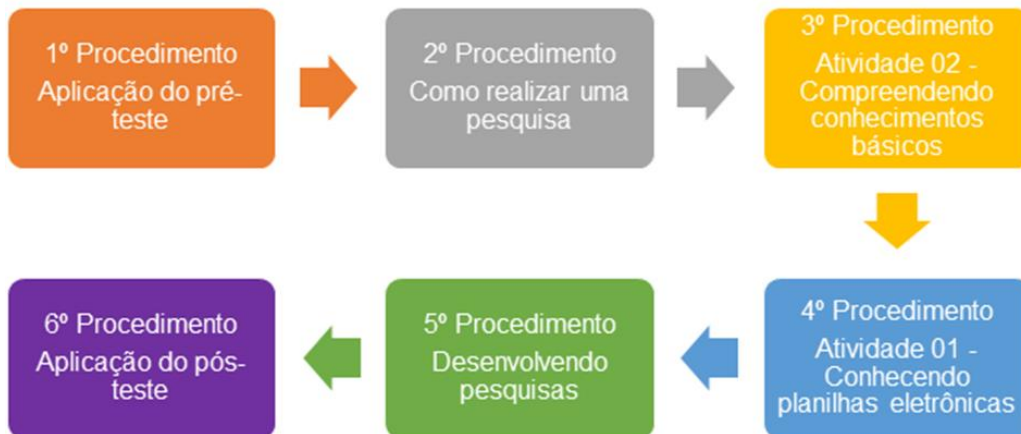 1º Procedimento
Aplicação do pré-
teste
2º Procedimento
Como realizar uma
pesquisa
3º Procedimento
Atividade 02 -
Compreendendo
conhecimentos
básicos
4º Procedimento
Atividade 01 -
Conhecendo
planilhas eletrônicas
5º Procedimento
Desenvolvendo
pesquisas
6º Procedimento
Aplicação do pós-
teste